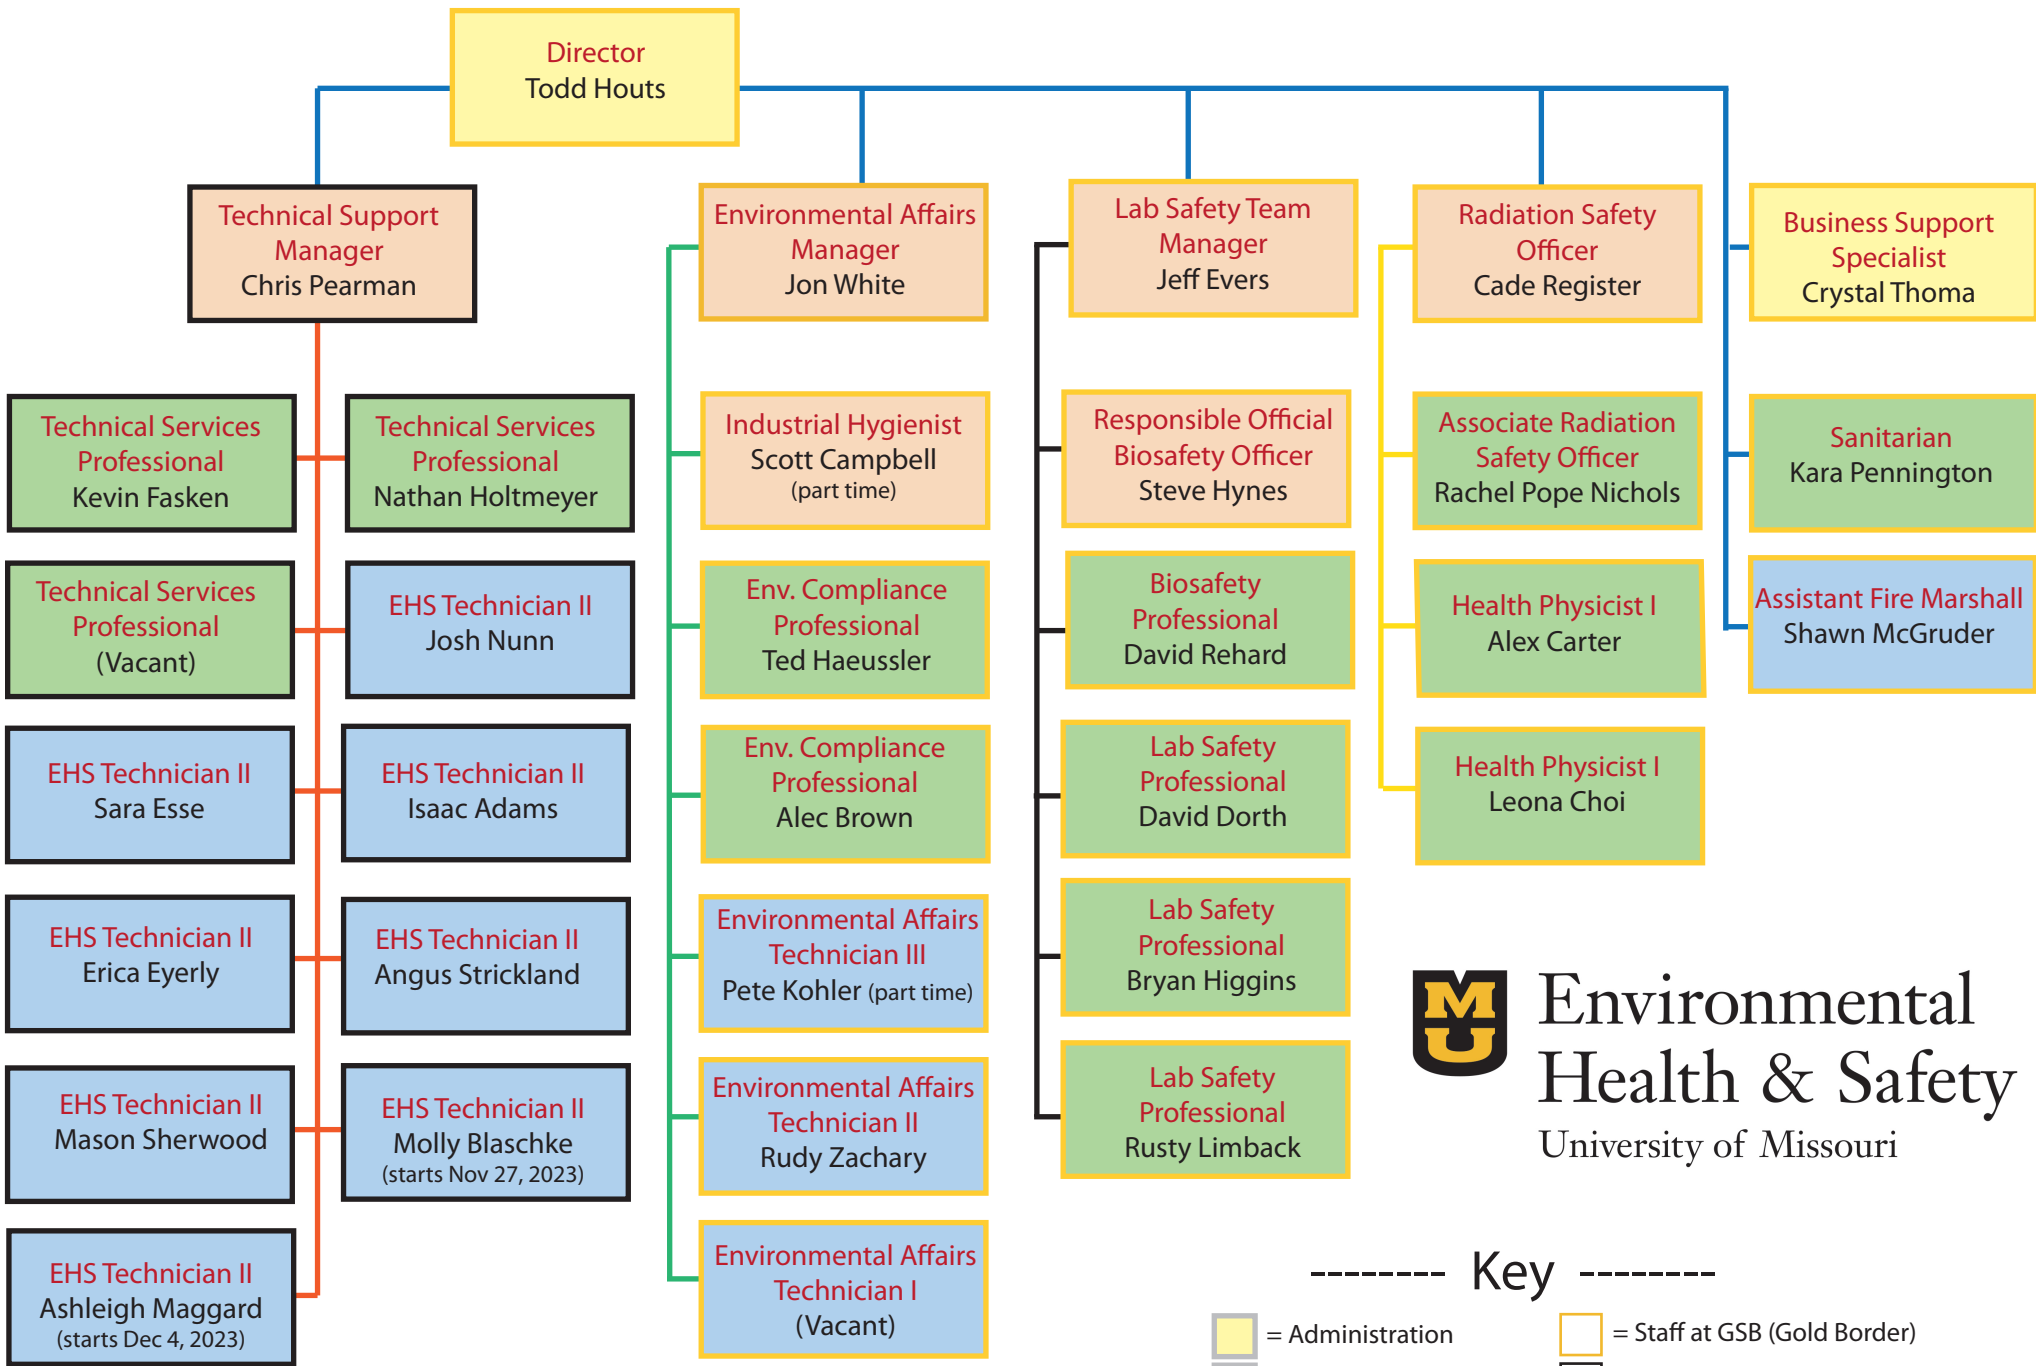 Director
Todd Houts
Technical Support
Manager
Chris Pearman
Environmental Affairs
Manager
Jon White
Lab Safety Team
Manager
Jeff Evers
Radiation Safety
Officer
Cade Register
Business Support
Specialist
Crystal Thoma
Technical Services
Professional
Kevin Fasken
Technical Services
Professional
Nathan Holtmeyer
Industrial Hygienist
Scott Campbell
(part time)
Responsible Official
Biosafety Officer
Steve Hynes
Associate Radiation
Safety Officer
Rachel Pope Nichols
Sanitarian
Kara Pennington
Technical Services
Professional
(Vacant)
EHS Technician II
Josh Nunn
Env. Compliance
Professional
Ted Haeussler
Biosafety
Professional
David Rehard
Health Physicist I
Alex Carter
Assistant Fire Marshall
Shawn McGruder
EHS Technician II
Sara Esse
EHS Technician II
Isaac Adams
Env. Compliance
Professional
Alec Brown
Lab Safety
Professional
David Dorth
Health Physicist I
Leona Choi
EHS Technician II
Erica Eyerly
EHS Technician II
Angus Strickland
Environmental Affairs
Technician III
Pete Kohler (part time)
Lab Safety
Professional
Bryan Higgins
EHS Technician II
Mason Sherwood
EHS Technician II
Molly Blaschke
(starts Nov 27, 2023)
Environmental Affairs
Technician II
Rudy Zachary
Lab Safety
Professional
Rusty Limback
EHS Technician II
Ashleigh Maggard
(starts Dec 4, 2023)
Environmental Affairs
Technician I
(Vacant)
MU
Environmental
Health & Safety
University of Missouri
-------- Key --------
= Administration
= Staff at GSB (Gold Border)